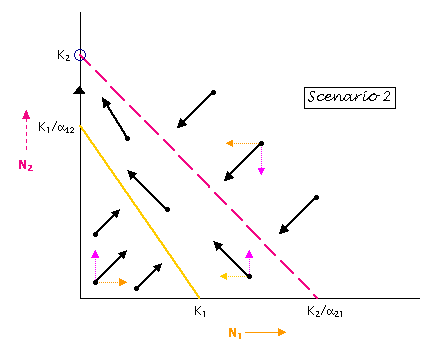 K₂
Scenario 2
K₁/α₁₂
N₂
K₁
K₂/α₂₁
N₁